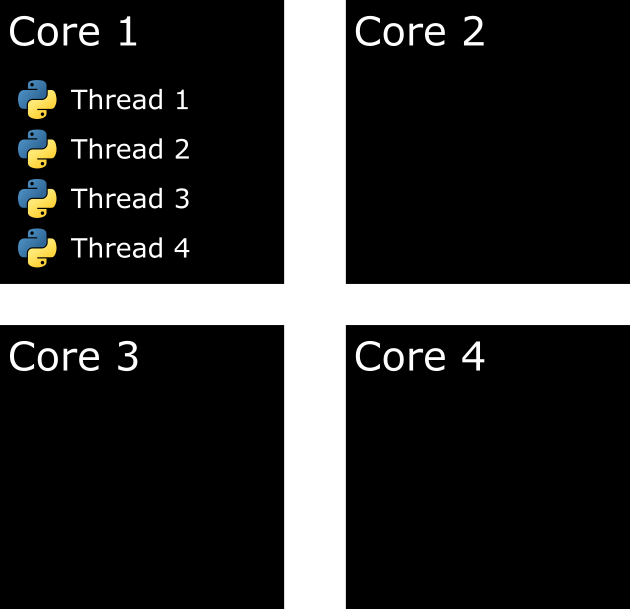 Core 1
Thread 1
Thread 2
Thread 3
Thread 4
Core 2
Core 3
Core 4